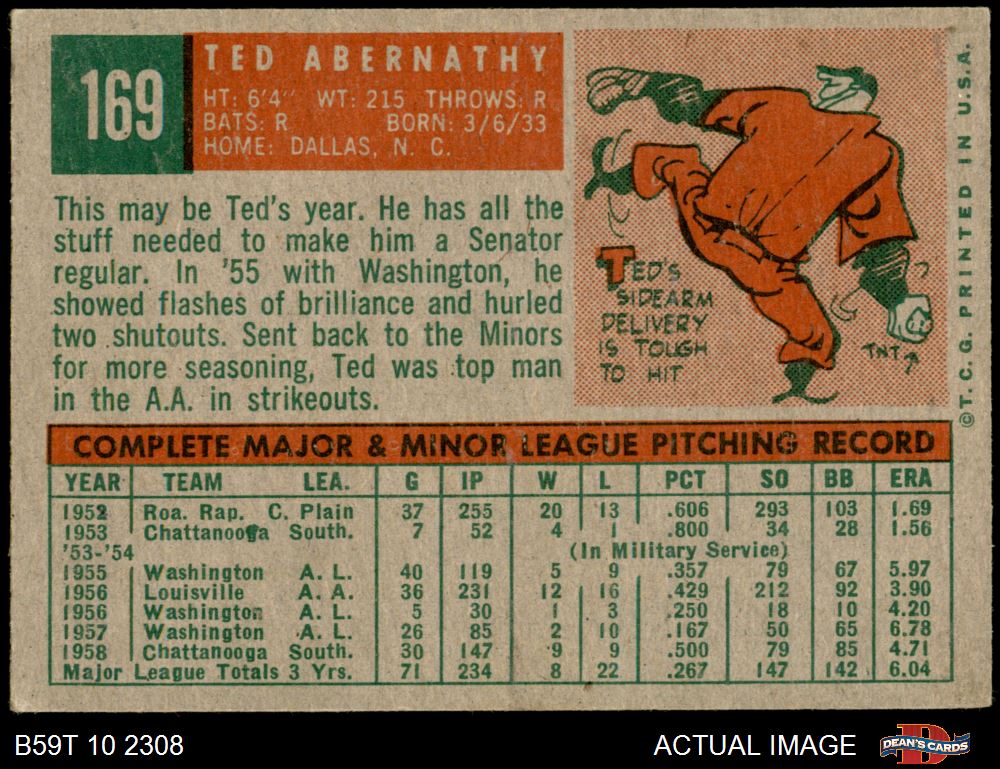 169
TED ABERNATHY
HT: 6'4" WT: 215 THROWS: R
BATS: R BORN: 3/6/33
HOME: DALLAS, N. C.
This may be Ted's year. He has all the
stuff needed to make him a Senator
regular. In '55 with Washington, he
showed flashes of brilliance and hurled
two shutouts. Sent back to the Minors
for more seasoning, Ted was top man
in the A.A. in strikeouts.
TED'S
SIDEARM
DELIVERY
IS TOUGH
TO HIT
TNT
©T.C.G. PRINTED IN U.S.A.
COMPLETE MAJOR & MINOR LEAGUE PITCHING RECORD
YEAR TEAM LEA. G IP W L PCT SO BB ERA
1952 Roa. Rap. C. Plain 37 255 20 13 .606 293 103 1.69
1953 Chattanooga South. 7 52 4 1 .800 34 28 1.56
'53-'54 (In Military Service)
1955 Washington A. L. 40 119 5 9 .357 79 67 5.97
1956 Louisville A. A. 36 231 12 16 .429 212 92 3.90
1956 Washington A. L. 5 30 1 3 .250 18 10 4.20
1957 Washington A. L. 26 85 2 10 .167 50 65 6.78
1958 Chattanooga South. 30 147 9 9 .500 79 85 4.71
Major League Totals 3 Yrs. 71 234 8 22 .267 147 142 6.04
B59T 10 2308
ACTUAL IMAGE
B
DEAN'S CARDS